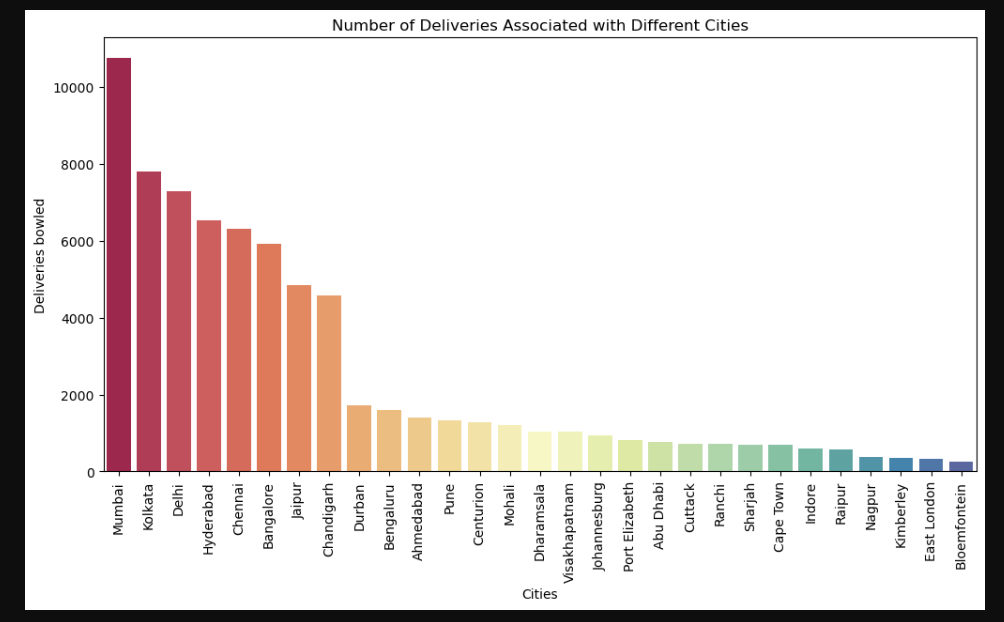 Number of Deliveries Associated with Different Cities
Deliveries bowled
10000
8000
6000
4000
2000
0
Mumbai
Kolkata
Delhi
Hyderabad
Chennai
Bangalore
Jaipur
Chandigarh
Durban
Bengaluru
Ahmedabad
Pune
Centurion
Mohali
Dharamsala
Visakhapatnam
Johannesburg
Port Elizabeth
Abu Dhabi
Cuttack
Ranchi
Sharjah
Cape Town
Indore
Raipur
Nagpur
Kimberley
East London
Bloemfontein
Cities